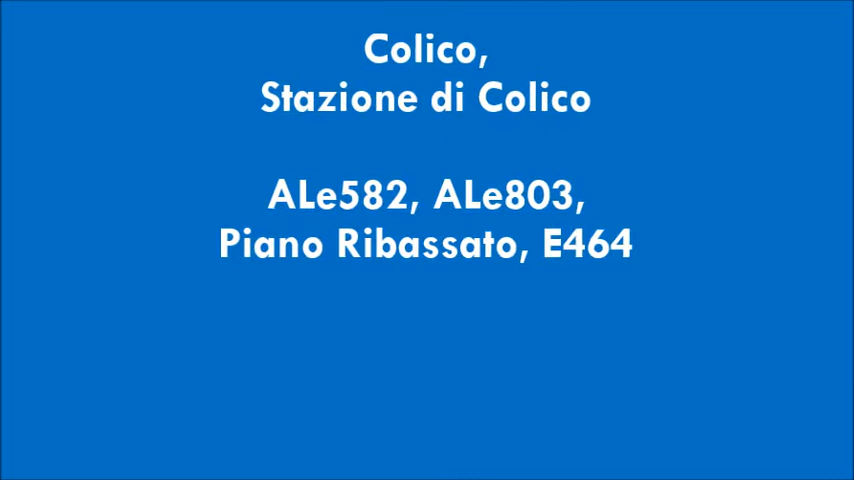 Colico,
Stazione di Colico
ALe582, ALe803,
Piano Ribassato, E464